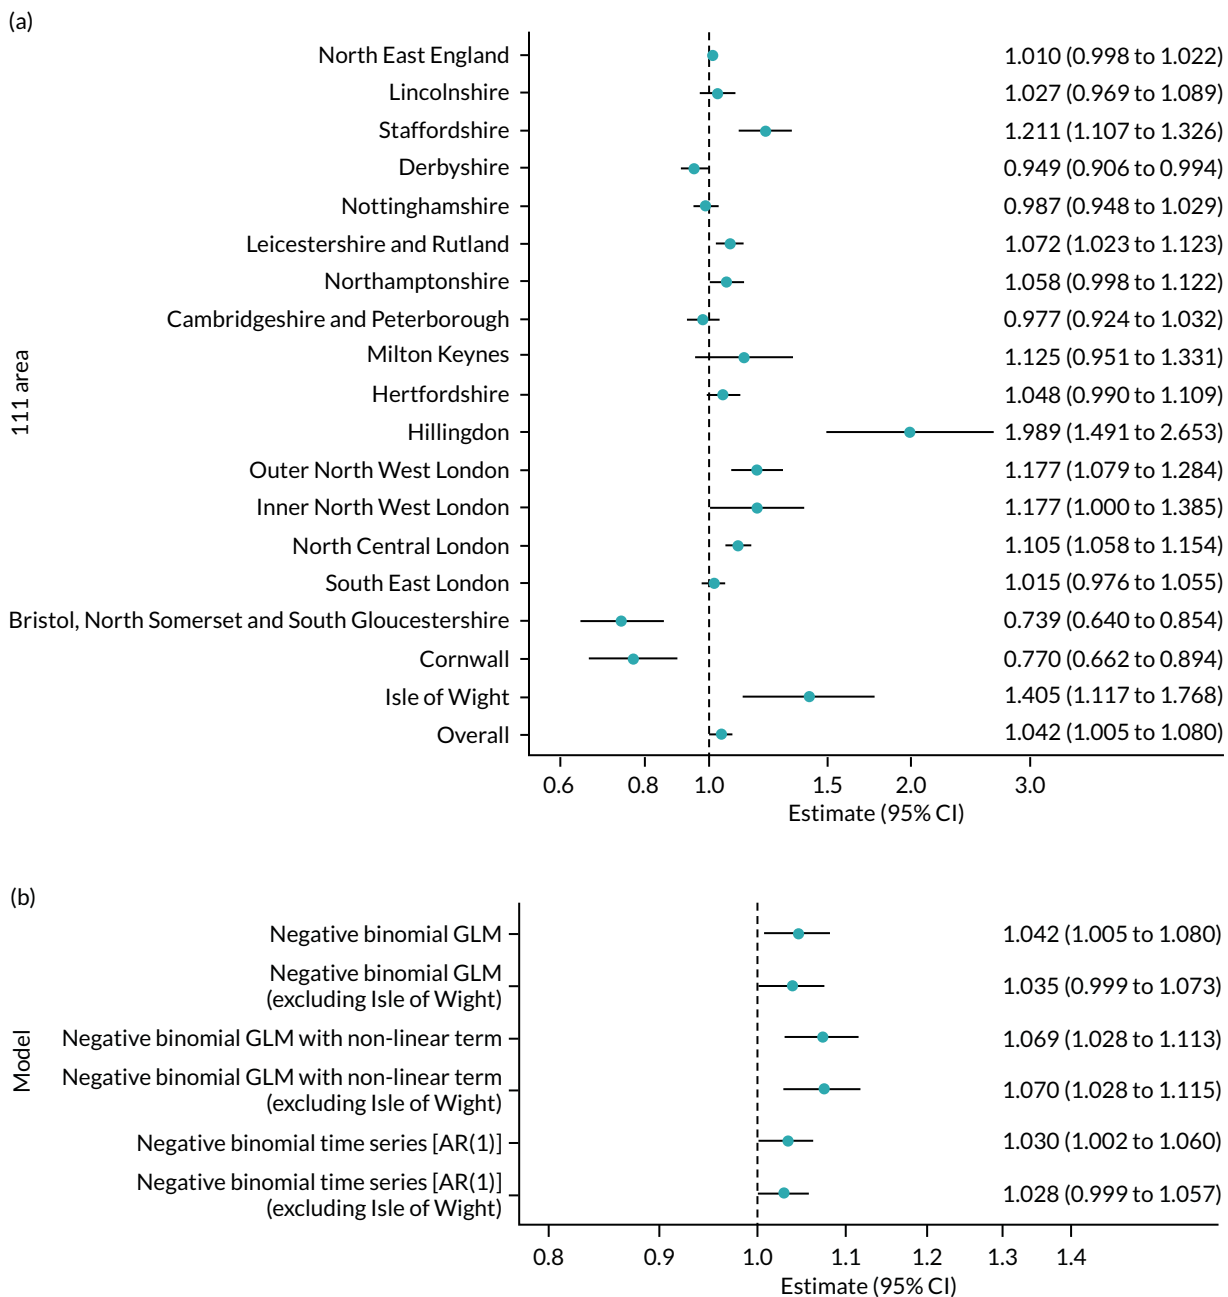 (a)
North East England 1.010 (0.998 to 1.022)
Lincolnshire 1.027 (0.969 to 1.089)
Staffordshire 1.211 (1.107 to 1.326)
Derbyshire 0.949 (0.906 to 0.994)
Nottinghamshire 0.987 (0.948 to 1.029)
Leicestershire and Rutland 1.072 (1.023 to 1.123)
Northamptonshire 1.058 (0.998 to 1.122)
Cambridgeshire and Peterborough 0.977 (0.924 to 1.032)
Milton Keynes 1.125 (0.951 to 1.331)
Hertfordshire 1.048 (0.990 to 1.109)
Hillingdon 1.989 (1.491 to 2.653)
Outer North West London 1.177 (1.079 to 1.284)
Inner North West London 1.177 (1.000 to 1.385)
North Central London 1.105 (1.058 to 1.154)
South East London 1.015 (0.976 to 1.055)
Bristol, North Somerset and South Gloucestershire 0.739 (0.640 to 0.854)
Cornwall 0.770 (0.662 to 0.894)
Isle of Wight 1.405 (1.117 to 1.768)
Overall 1.042 (1.005 to 1.080)
111 area
0.6 0.8 1.0 1.5 2.0 3.0
Estimate (95% CI)
(b)
Negative binomial GLM 1.042 (1.005 to 1.080)
Negative binomial GLM
(excluding Isle of Wight) 1.035 (0.999 to 1.073)
Negative binomial GLM with non-linear term 1.069 (1.028 to 1.113)
Negative binomial GLM with non-linear term
(excluding Isle of Wight) 1.070 (1.028 to 1.115)
Negative binomial time series [AR(1)] 1.030 (1.002 to 1.060)
Negative binomial time series [AR(1)]
(excluding Isle of Wight) 1.028 (0.999 to 1.057)
Model
0.8 0.9 1.0 1.1 1.2 1.3 1.4
Estimate (95% CI)